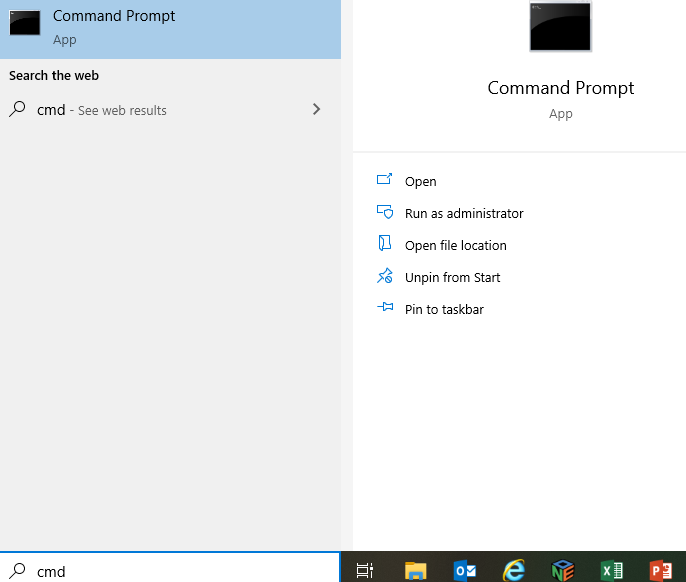 Command Prompt
App
Search the web
cmd - See web results
Command Prompt
App
Open
Run as administrator
Open file location
Unpin from Start
Pin to taskbar
cmd